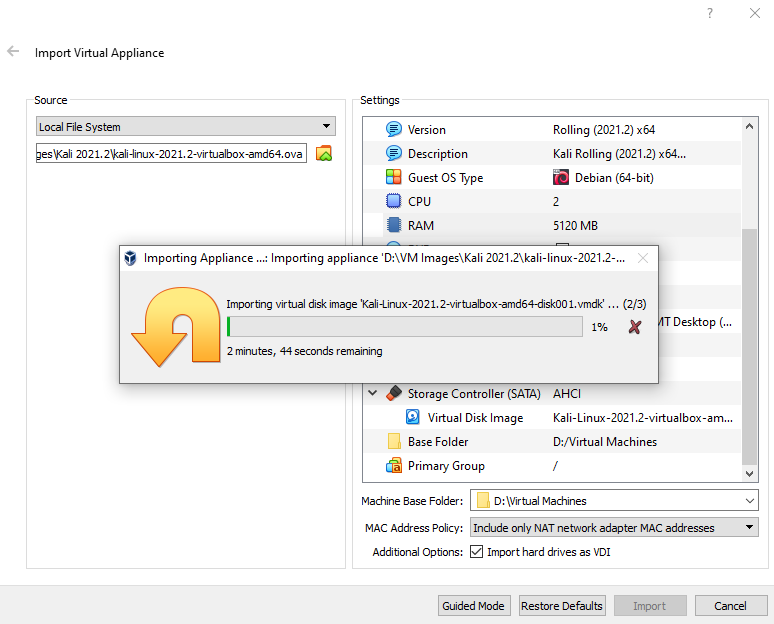 ?
Import Virtual Appliance
Source
Local File System
ges\Kali 2021.2\kali-linux-2021.2-virtualbox-amd64.ova
Settings
Version Rolling (2021.2) x64
Description Kali Rolling (2021.2) x64...
Guest OS Type Debian (64-bit)
CPU 2
RAM 5120 MB
Importing Appliance ...: Importing appliance 'D:\VM Images\Kali 2021.2\kali-linux-2021.2-...
Importing virtual disk image 'Kali-Linux-2021.2-virtualbox-amd64-disk001.vmdk' ... (2/3)
1%
2 minutes, 44 seconds remaining
MT Desktop (...
Storage Controller (SATA) AHCI
Virtual Disk Image Kali-Linux-2021.2-virtualbox-am...
Base Folder D:/Virtual Machines
Primary Group /
Machine Base Folder: D:\Virtual Machines
MAC Address Policy: Include only NAT network adapter MAC addresses
Additional Options: Import hard drives as VDI
Guided Mode Restore Defaults Import Cancel